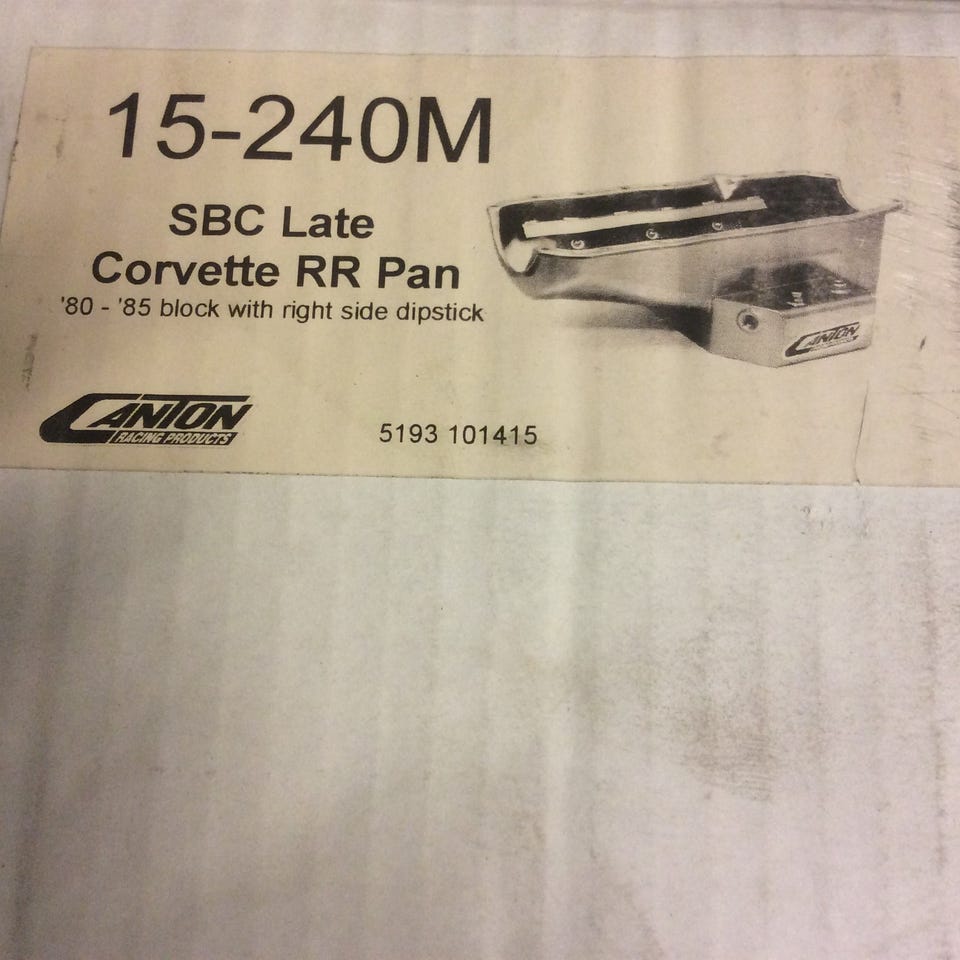 15-240M
SBC Late
Corvette RR Pan
'80 - '85 block with right side dipstick
CANTON
CANTON
RACING PRODUCTS
5193 101415